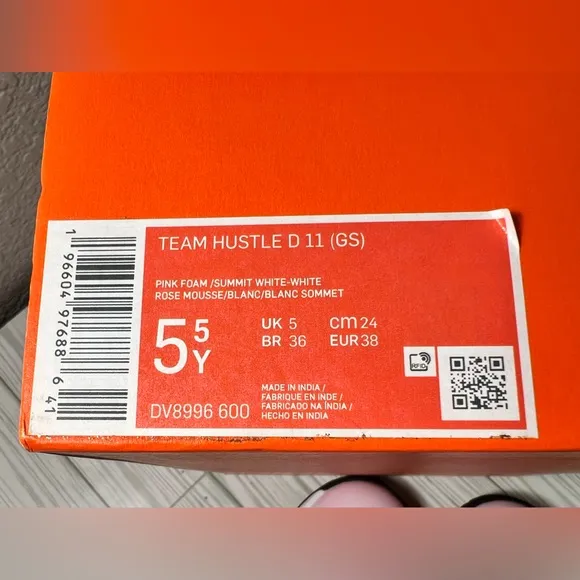 TEAM HUSTLE D 11 (GS)
PINK FOAM /SUMMIT WHITE-WHITE
ROSE MOUSSE/BLANC/BLANC SOMMET
5 5 Y
UK 5 cm 24
BR 36 EUR 38
MADE IN INDIA /
FABRIQUE EN INDE /
FABRICADO NA ÍNDIA /
HECHO EN INDIA
DV8996 600
RFID
1 96604 97688 6 41